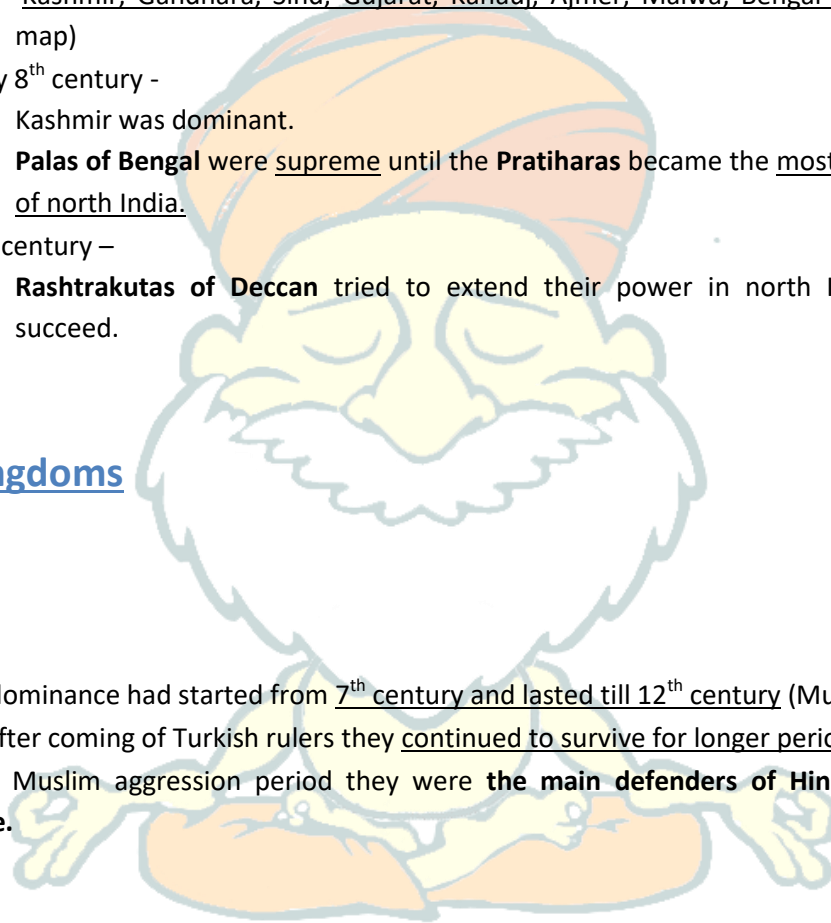 Kashmir, Gandhara, Sind, Gujarat, Kanauj, Ajmer, Malwa, Bengal
map)
y 8th century -
Kashmir was dominant.
Palas of Bengal were supreme until the Pratiharas became the most
of north India.
century –
Rashtrakutas of Deccan tried to extend their power in north
succeed.
ngdoms
dominance had started from 7th century and lasted till 12th century (Mu
fter coming of Turkish rulers they continued to survive for longer perio
Muslim aggression period they were the main defenders of Hin
e.